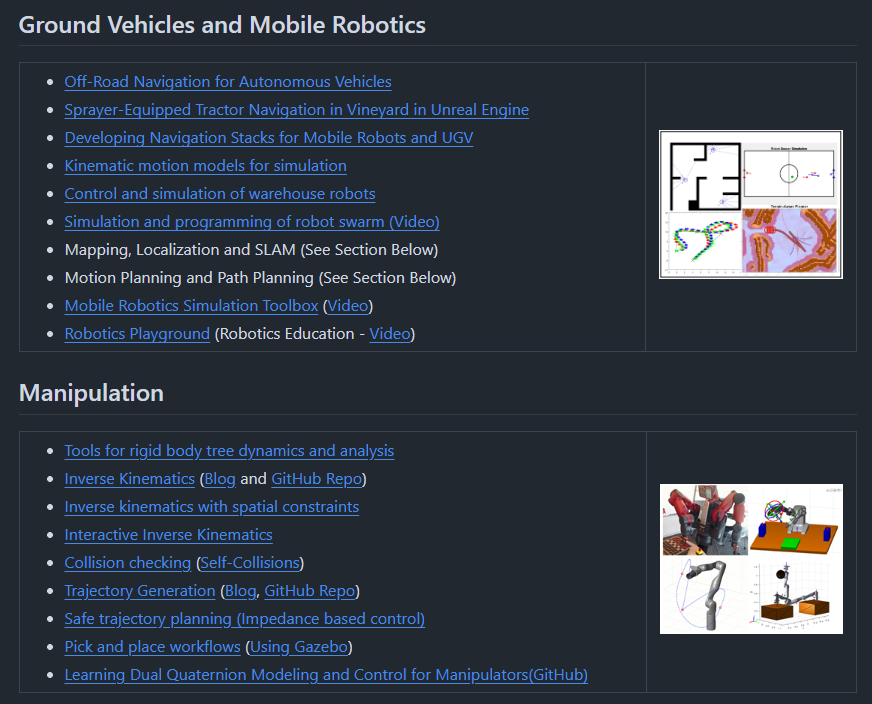 Ground Vehicles and Mobile Robotics
Off-Road Navigation for Autonomous Vehicles
Sprayer-Equipped Tractor Navigation in Vineyard in Unreal Engine
Developing Navigation Stacks for Mobile Robots and UGV
Kinematic motion models for simulation
Control and simulation of warehouse robots
Simulation and programming of robot swarm (Video)
Mapping, Localization and SLAM (See Section Below)
Motion Planning and Path Planning (See Section Below)
Mobile Robotics Simulation Toolbox (Video)
Robotics Playground (Robotics Education - Video)
Manipulation
Tools for rigid body tree dynamics and analysis
Inverse Kinematics (Blog and GitHub Repo)
Inverse kinematics with spatial constraints
Interactive Inverse Kinematics
Collision checking (Self-Collisions)
Trajectory Generation (Blog, GitHub Repo)
Safe trajectory planning (Impedance based control)
Pick and place workflows (Using Gazebo)
Learning Dual Quaternion Modeling and Control for Manipulators(GitHub)